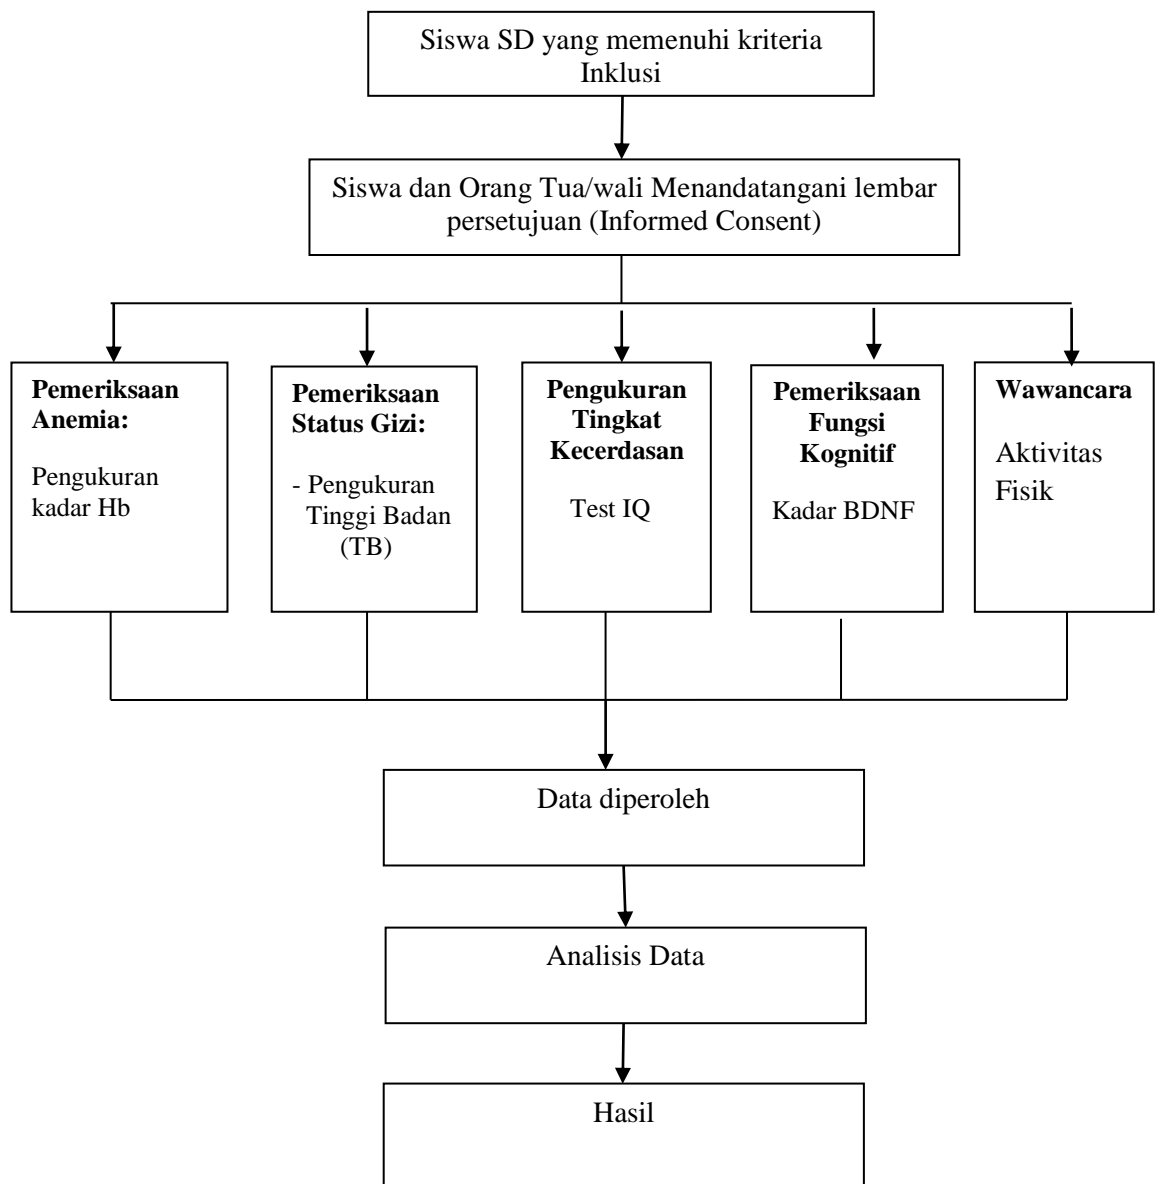 Siswa SD yang memenuhi kriteria
Inklusi
Siswa dan Orang Tua/wali Menandatangani lembar
persetujuan (Informed Consent)
Pemeriksaan
Anemia:
Pengukuran
kadar Hb
Pemeriksaan
Status Gizi:
- Pengukuran
Tinggi Badan
(TB)
Pengukuran
Tingkat
Kecerdasan
Test IQ
Pemeriksaan
Fungsi
Kognitif
Kadar BDNF
Wawancara
Aktivitas
Fisik
Data diperoleh
Analisis Data
Hasil